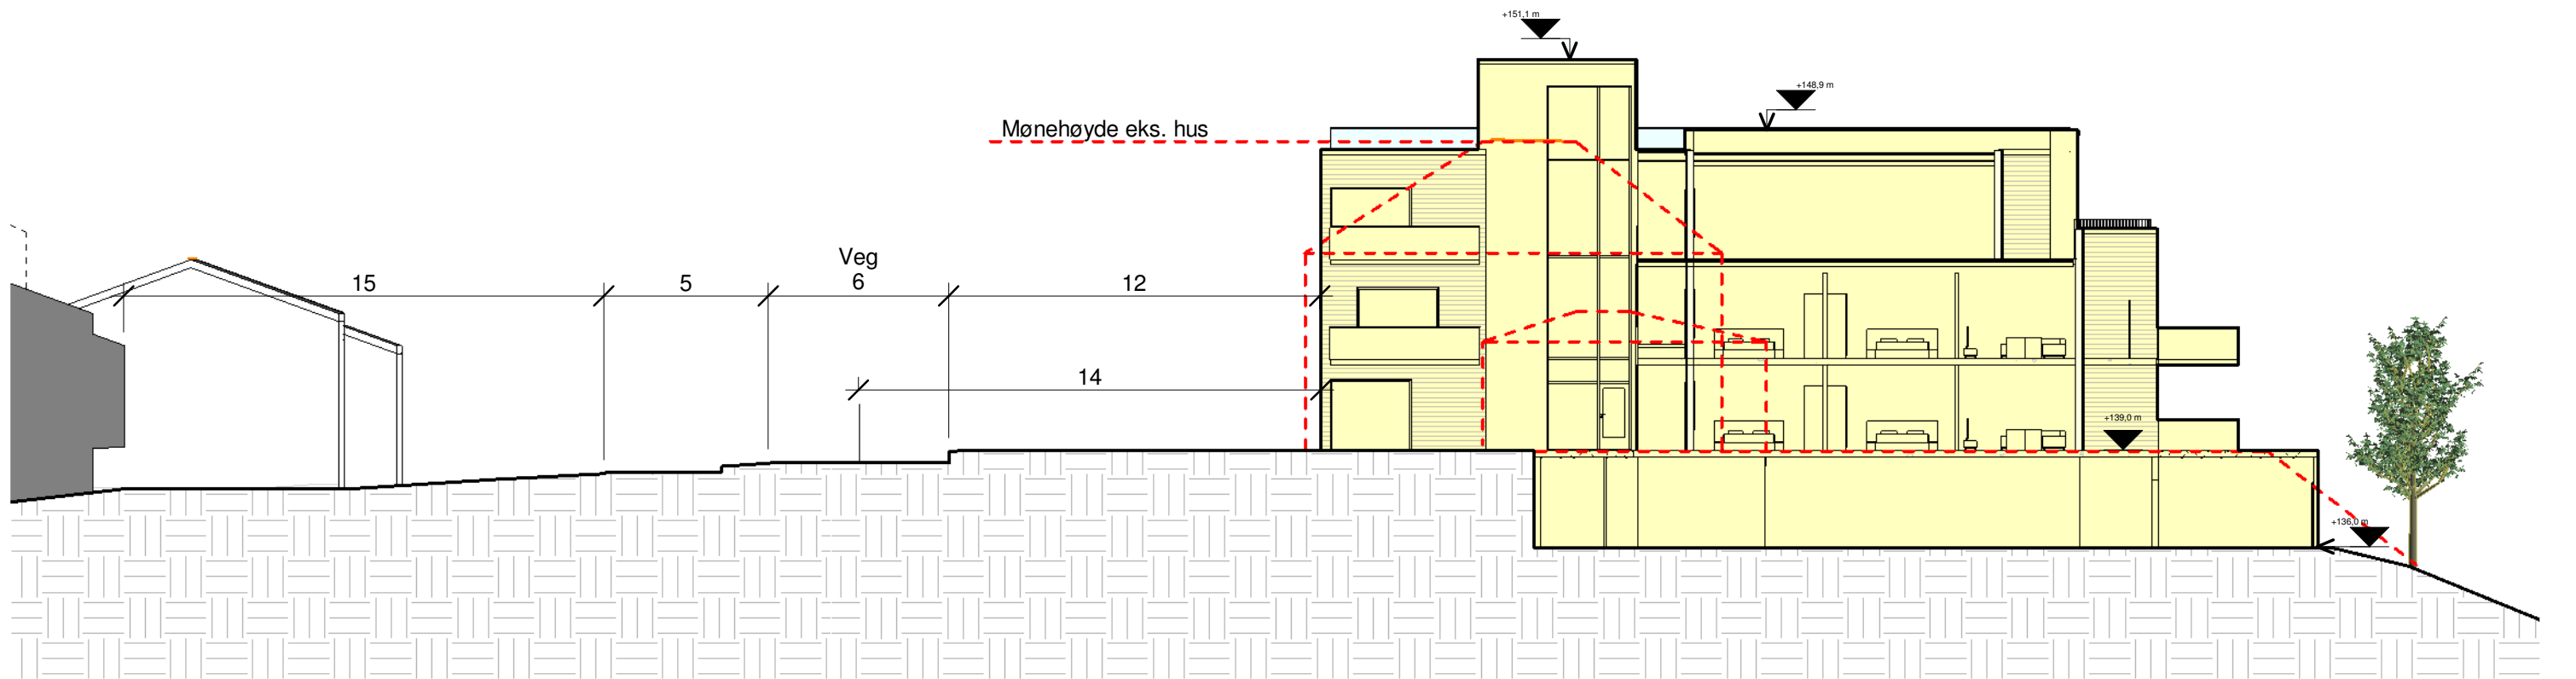 +151,1 m
+148,9 m
Mønehøyde eks. hus
Veg
15
5
6
12
14
+139,0 m
+136,0 m